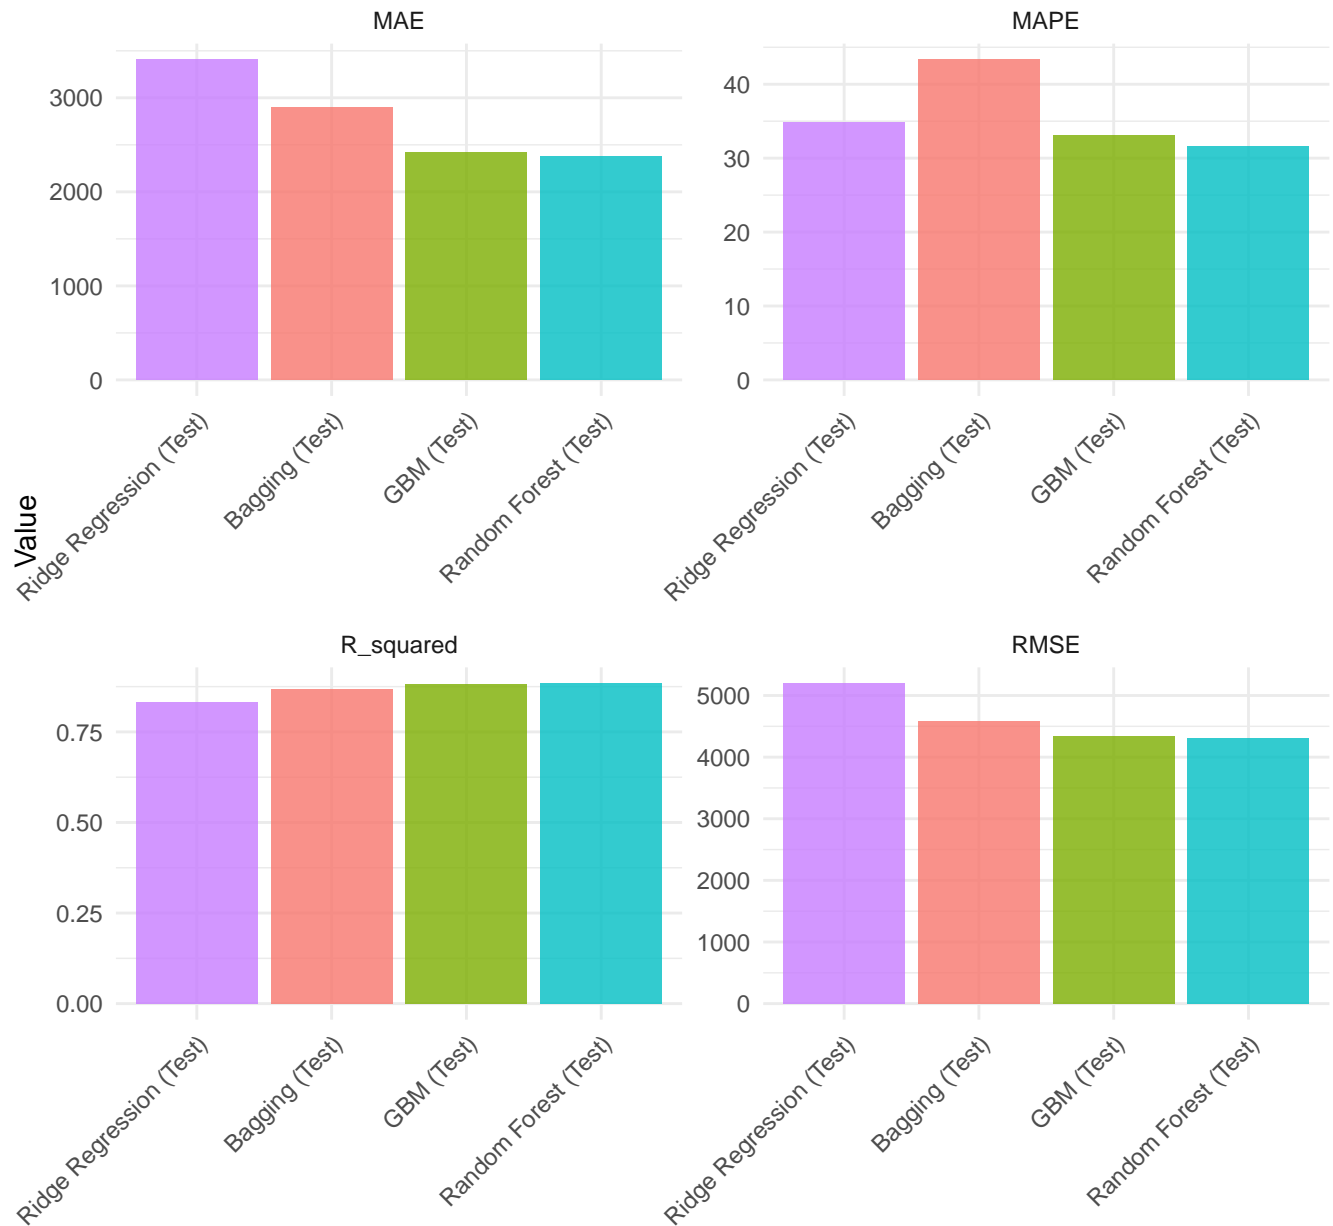 MAE
3000
2000
1000
0
Ridge Regression (Test)
Bagging (Test)
GBM (Test)
Random Forest (Test)
MAPE
40
30
20
10
0
Ridge Regression (Test)
Bagging (Test)
GBM (Test)
Random Forest (Test)
Value
R_squared
0.75
0.50
0.25
0.00
Ridge Regression (Test)
Bagging (Test)
GBM (Test)
Random Forest (Test)
RMSE
5000
4000
3000
2000
1000
0
Ridge Regression (Test)
Bagging (Test)
GBM (Test)
Random Forest (Test)